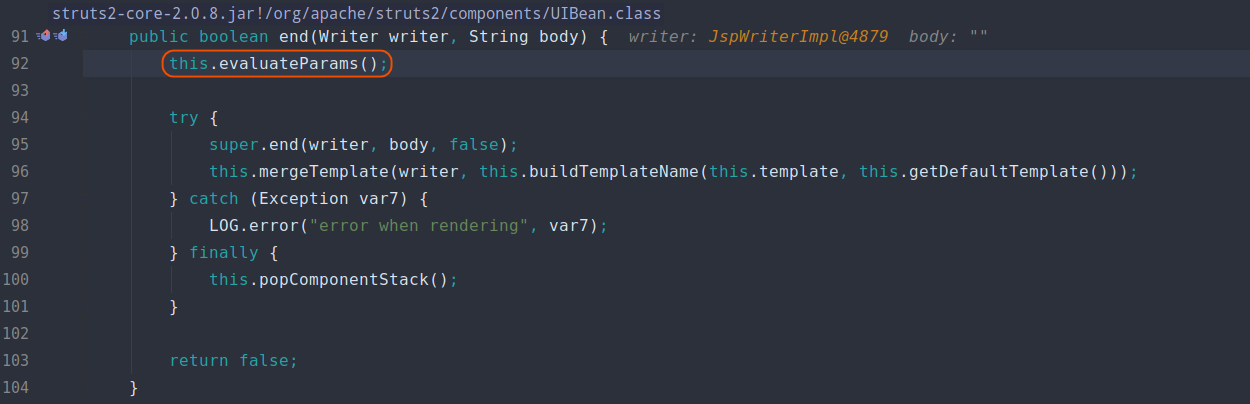 struts2-core-2.0.8.jar!/org/apache/struts2/components/UIBean.class
91 public boolean end(Writer writer, String body) { writer: JspWriterImpl@4879 body: ""
92 this.evaluateParams();
93
94 try {
95 super.end(writer, body, false);
96 this.mergeTemplate(writer, this.buildTemplateName(this.template, this.getDefaultTemplate()));
97 } catch (Exception var7) {
98 LOG.error("error when rendering", var7);
99 } finally {
100 this.popComponentStack();
101 }
102
103 return false;
104 }